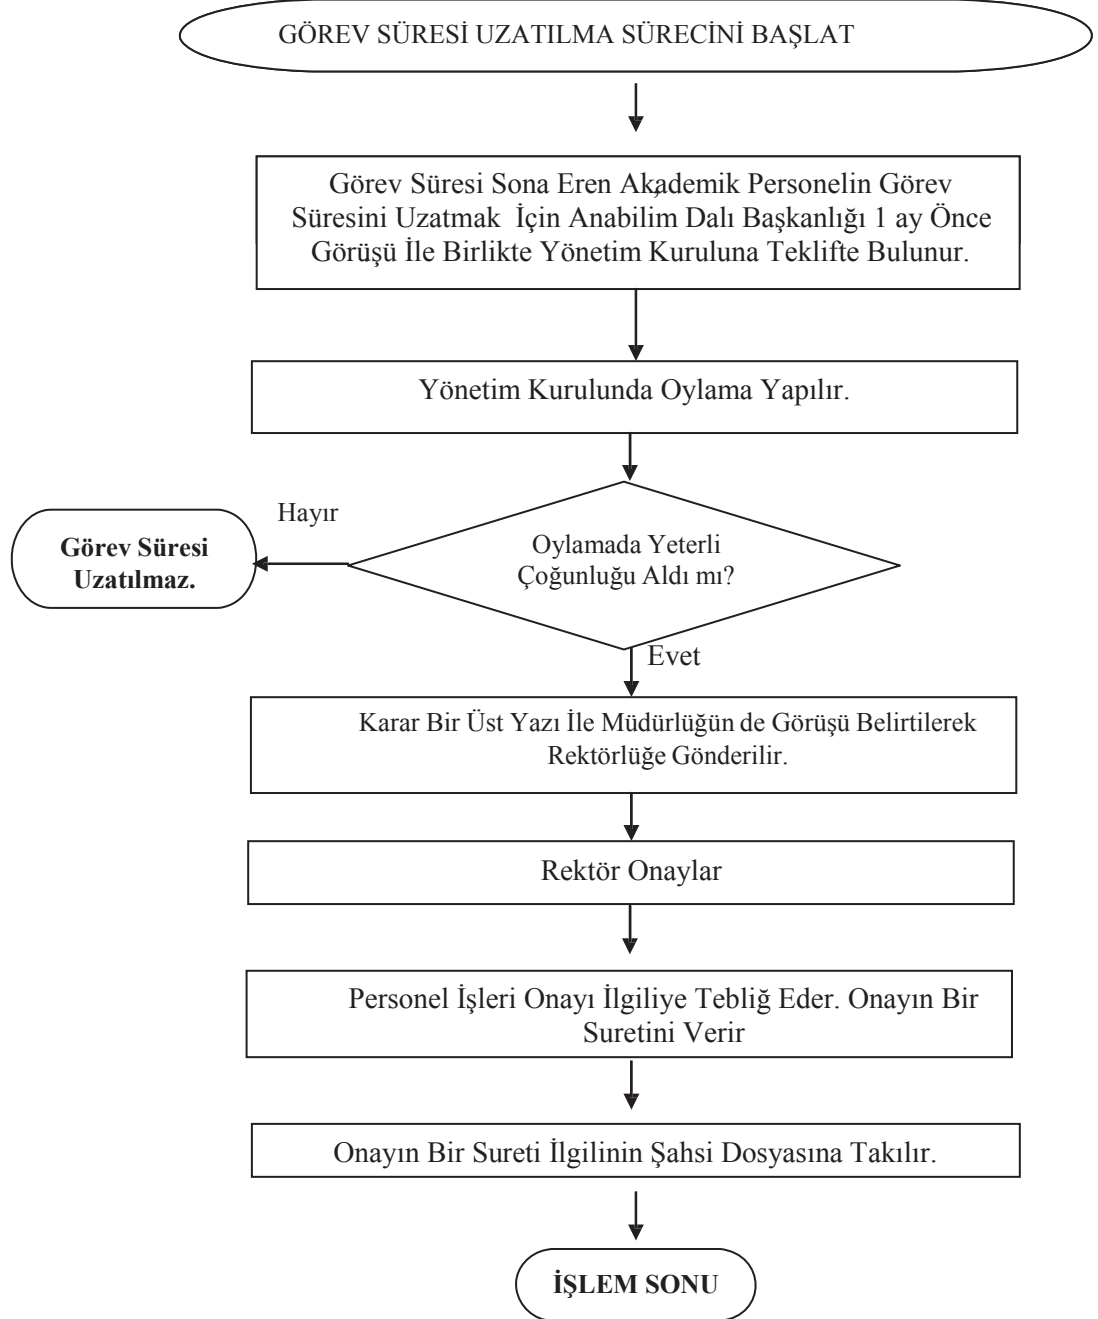 GÖREV SÜRESİ UZATILMA SÜRECİNİ BAŞLAT
Görev Süresi Sona Eren Akademik Personelin Görev
Süresini Uzatmak İçin Anabilim Dalı Başkanlığı 1 ay Önce
Görüşü İle Birlikte Yönetim Kuruluna Teklifte Bulunur.
Yönetim Kurulunda Oylama Yapılır.
Hayır
Görev Süresi
Uzatılmaz.
Oylamada Yeterli
Çoğunluğu Aldı mı?
Evet
Karar Bir Üst Yazı İle Müdürlüğün de Görüşü Belirtilerek
Rektörlüğe Gönderilir.
Rektör Onaylar
Personel İşleri Onayı İlgiliye Tebliğ Eder. Onayın Bir
Suretini Verir
Onayın Bir Sureti İlgilinin Şahsi Dosyasına Takılır.
İŞLEM SONU